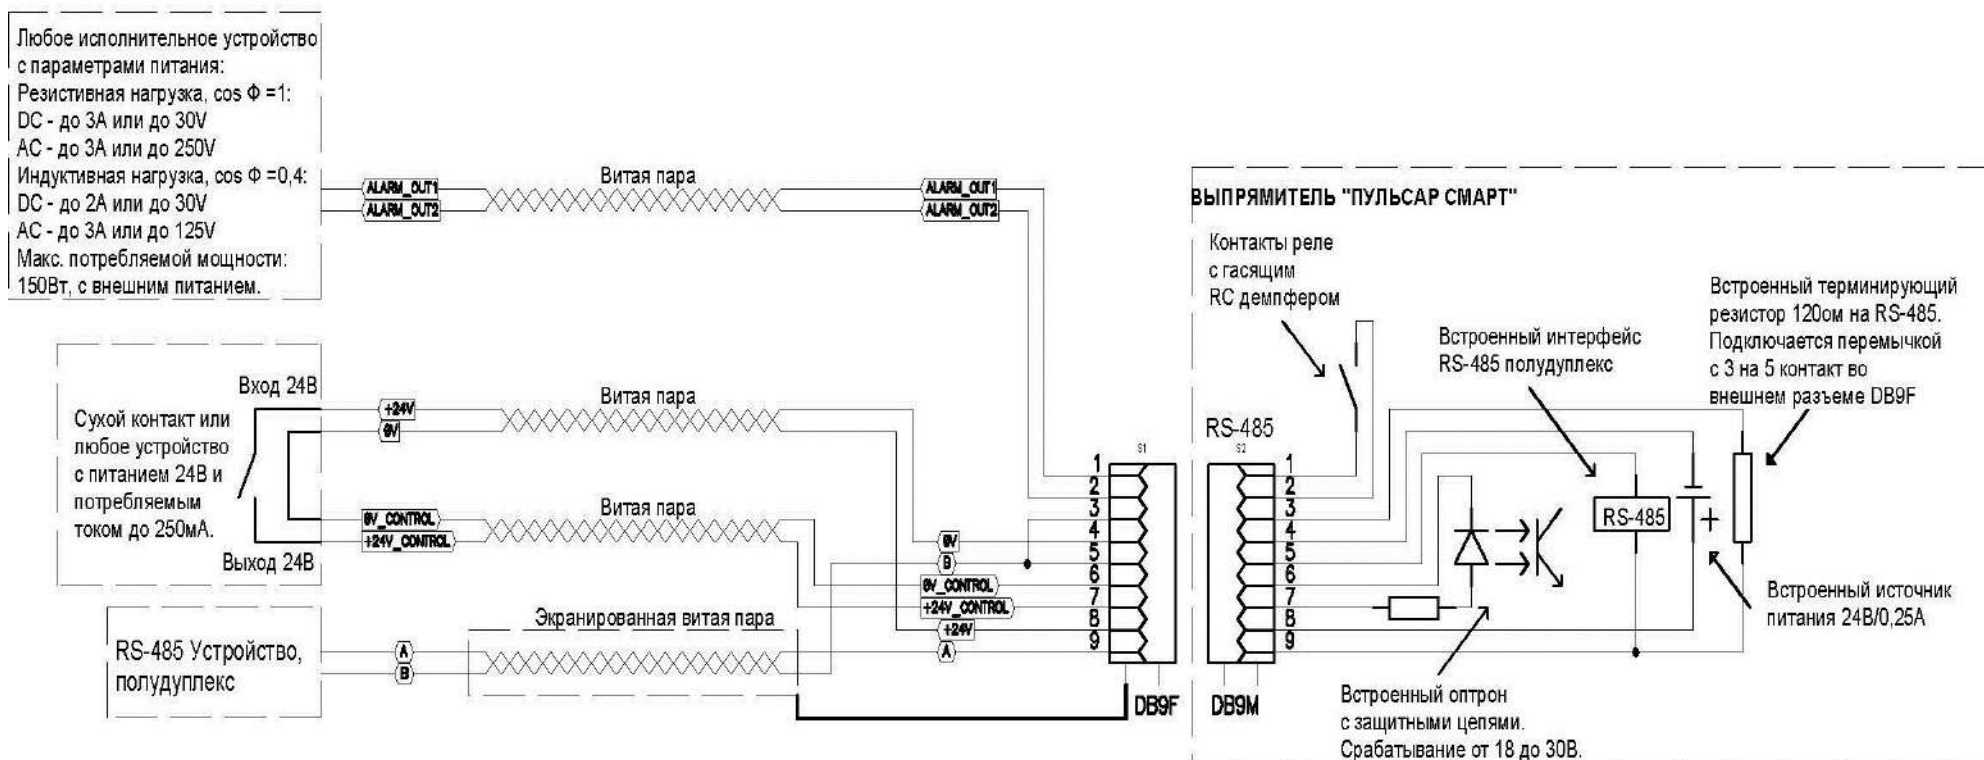 Любое исполнительное устройство
с параметрами питания:
Резистивная нагрузка, cos Ф =1:
DC - до 3А или до 30V
AC - до 3А или до 250V
Индуктивная нагрузка, cos Ф =0,4:
DC - до 2А или до 30V
AC - до 3А или до 125V
Макс. потребляемой мощности:
150Вт, с внешним питанием.
ALARM_OUT1
ALARM_OUT2
Витая пара
ALARM_OUT1
ALARM_OUT2
Вход 24В
Сухой контакт или
любое устройство
с питанием 24В и
потребляемым
током до 250мА.
Выход 24В
+24V
0V
Витая пара
0V_CONTROL
+24V_CONTROL
Витая пара
0V
B
0V_CONTROL
+24V_CONTROL
+24V
A
RS-485 Устройство,
полудуплекс
A
B
Экранированная витая пара
S1
1
2
3
4
5
6
7
8
9
DB9F
ВЫПРЯМИТЕЛЬ "ПУЛЬСАР СМАРТ"
Контакты реле
с гасящим
RC демпфером
RS-485
S2
1
2
3
4
5
6
7
8
9
DB9M
Встроенный интерфейс
RS-485 полудуплекс
Встроенный терминирующий
резистор 120ом на RS-485.
Подключается перемычкой
с 3 на 5 контакт во
внешнем разъеме DB9F
RS-485
+
Встроенный источник
питания 24В/0,25А
Встроенный оптрон
с защитными цепями.
Срабатывание от 18 до 30В.